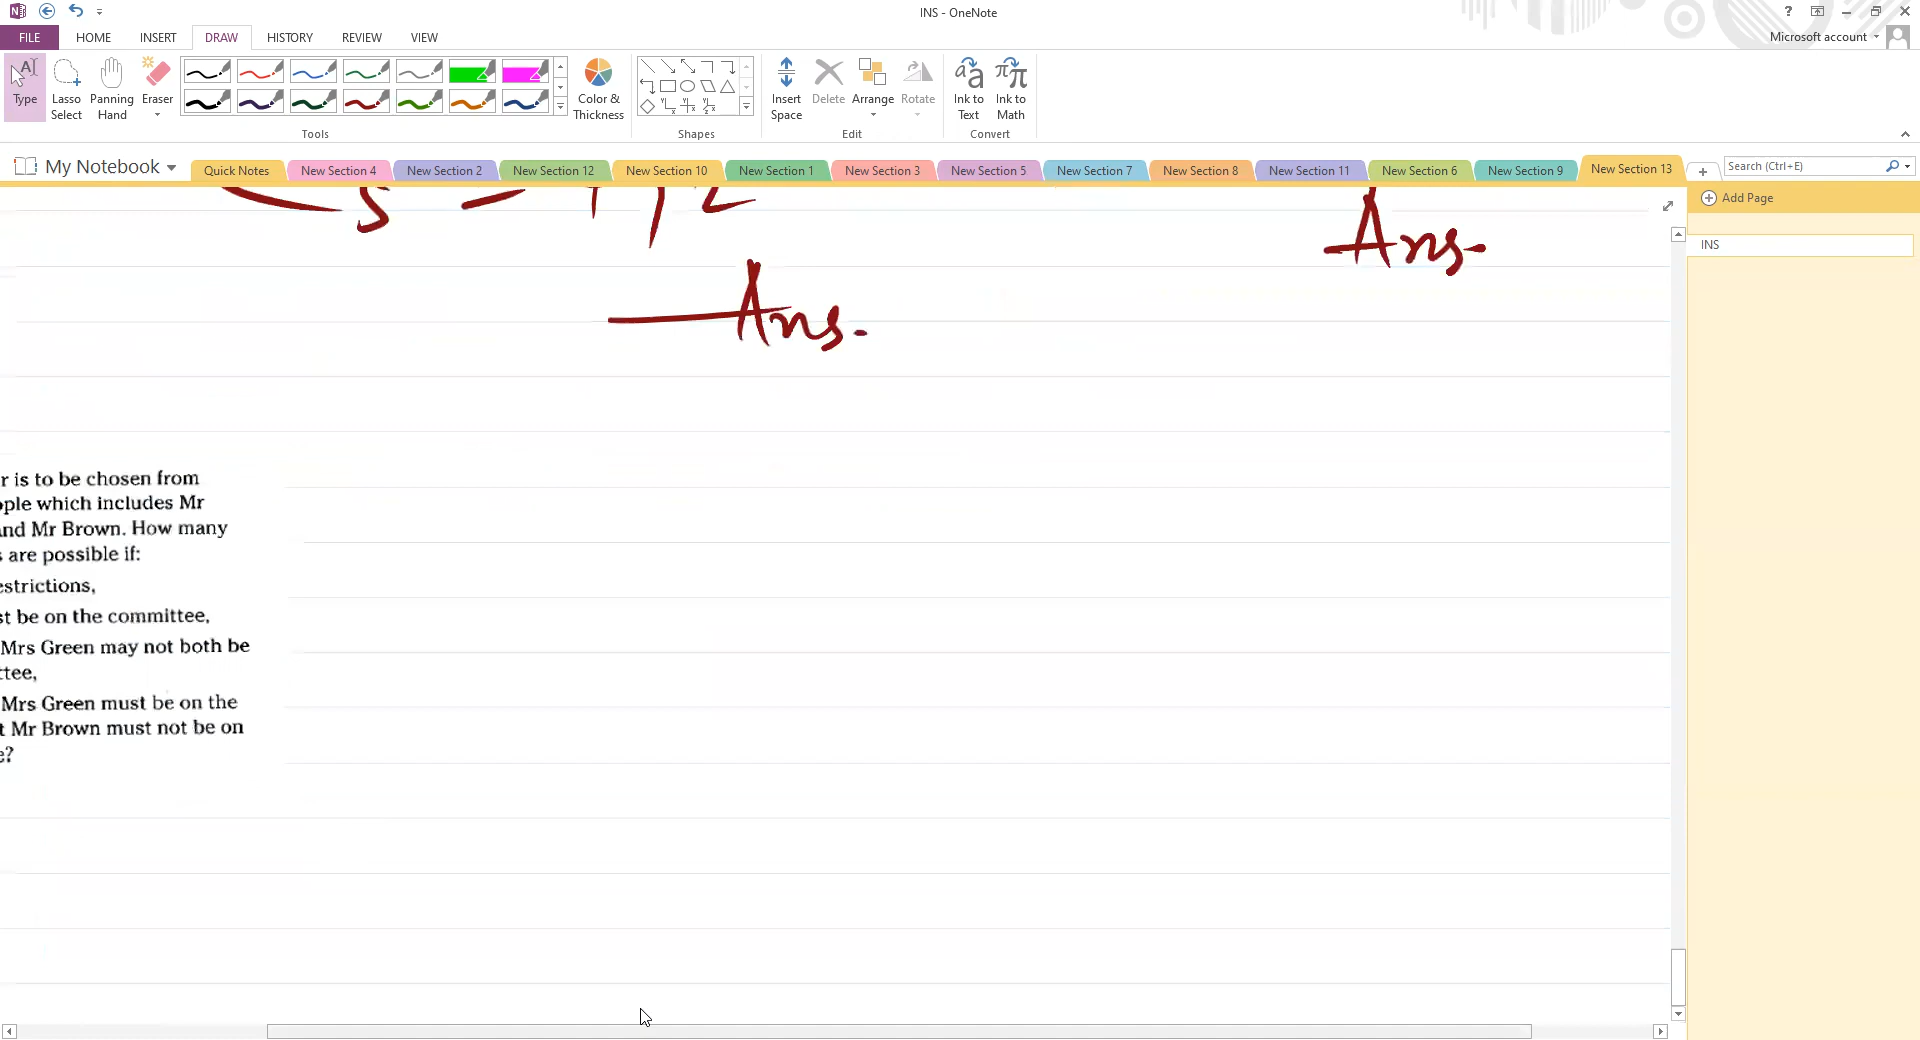 INS - OneNote
?
Microsoft account
FILE HOME INSERT DRAW HISTORY REVIEW VIEW
Type
Lasso Select
Panning Hand
Eraser
Color & Thickness
Insert Space
Delete
Arrange
Rotate
Ink to Text
Ink to Math
Tools Shapes Edit Convert
My Notebook Quick Notes New Section 4 New Section 2 New Section 12 New Section 10 New Section 1 New Section 3 New Section 5 New Section 7 New Section 8 New Section 11 New Section 6 New Section 9 New Section 13 Search (Ctrl+E)
Add Page
INS
Ans.
Ans.
r is to be chosen from
ople which includes Mr
and Mr Brown. How many
s are possible if:
estrictions,
st be on the committee,
Mrs Green may not both be
ttee,
Mrs Green must be on the
t Mr Brown must not be on
e?